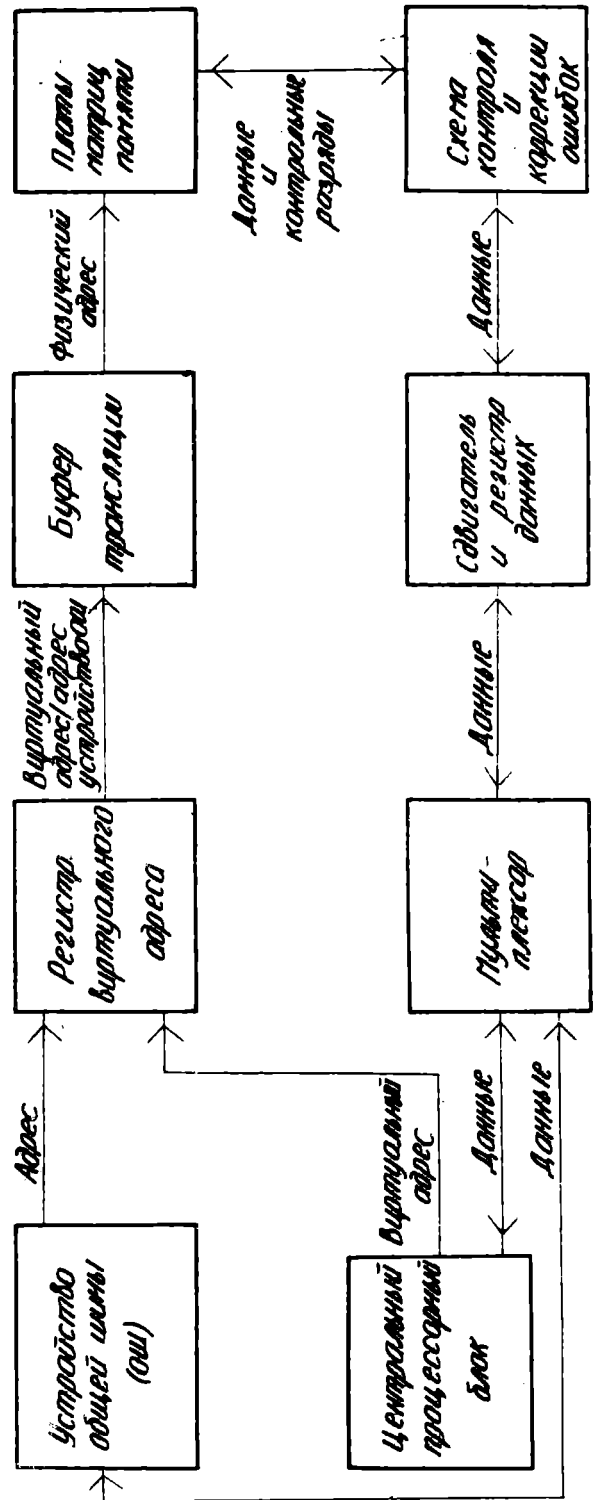 Устройство
общей шины
(ОШ)
Адрес
Регистр
виртуального
адреса
Виртуальный
адрес/адрес
устройства ОШ
Буфер
трансляции
Физический
адрес
Платы
матриц
памяти
Данные
и
контрольные
разряды
Центральный
процессорный
блок
Виртуальный
адрес
Данные
Данные
Мульти-
плексор
Данные
Сдвигатель
и регистр
данных
Данные
Схема
контроля
и
коррекции
ошибок